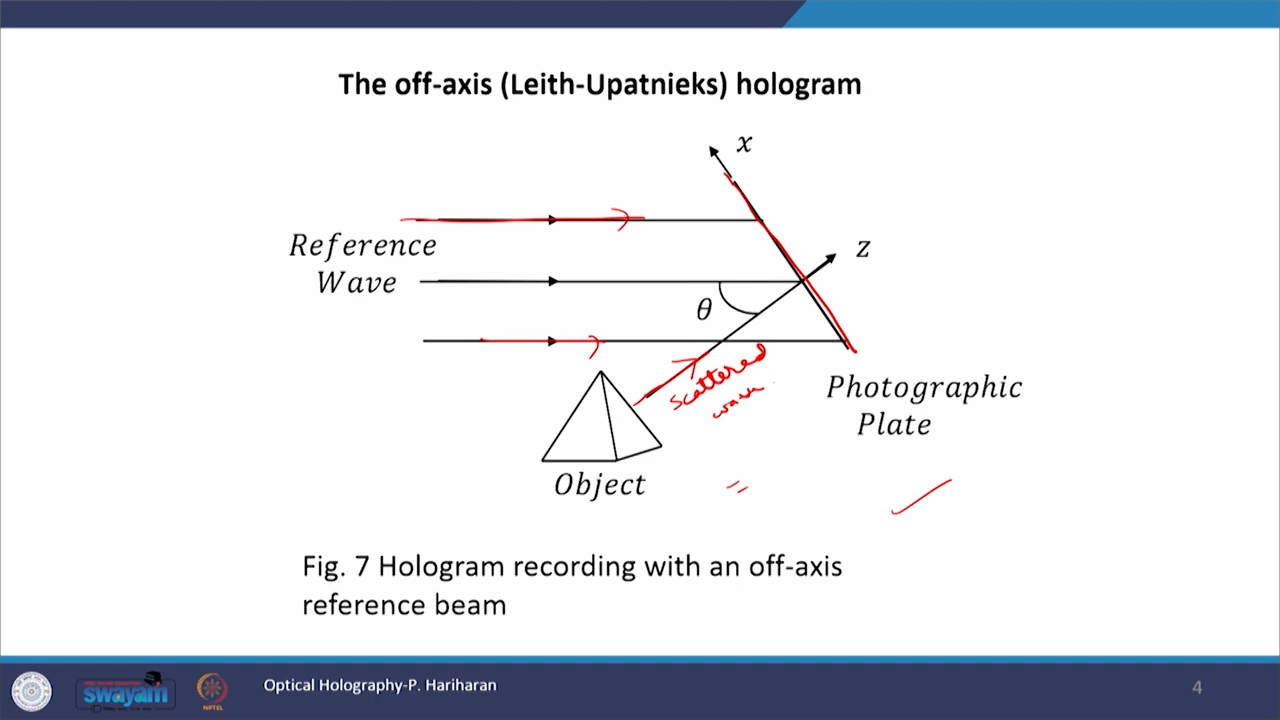 The off-axis (Leith-Upatnieks) hologram
x
z
Reference
Wave
θ
Scattered
wave
Photographic
Plate
Object
Fig. 7 Hologram recording with an off-axis
reference beam
swayam
NPTEL
Optical Holography-P. Hariharan
4